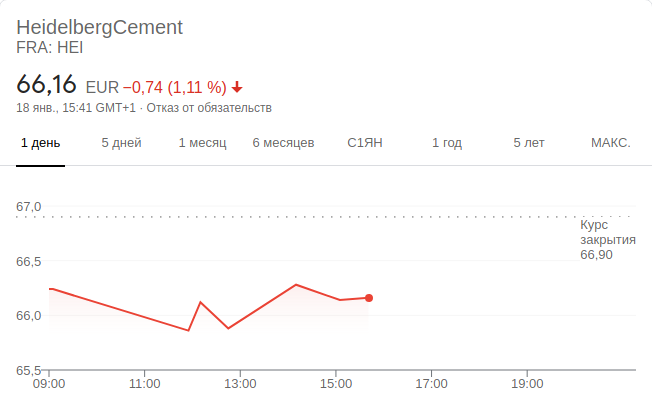 HeidelbergCement
FRA: HEI
66,16 EUR −0,74 (1,11 %)
18 янв., 15:41 GMT+1 · Отказ от обязательств
1 день 5 дней 1 месяц 6 месяцев С1ЯН 1 год 5 лет МАКС.
67,0
Курс
закрытия
66,90
66,5
66,0
65,5
09:00 11:00 13:00 15:00 17:00 19:00